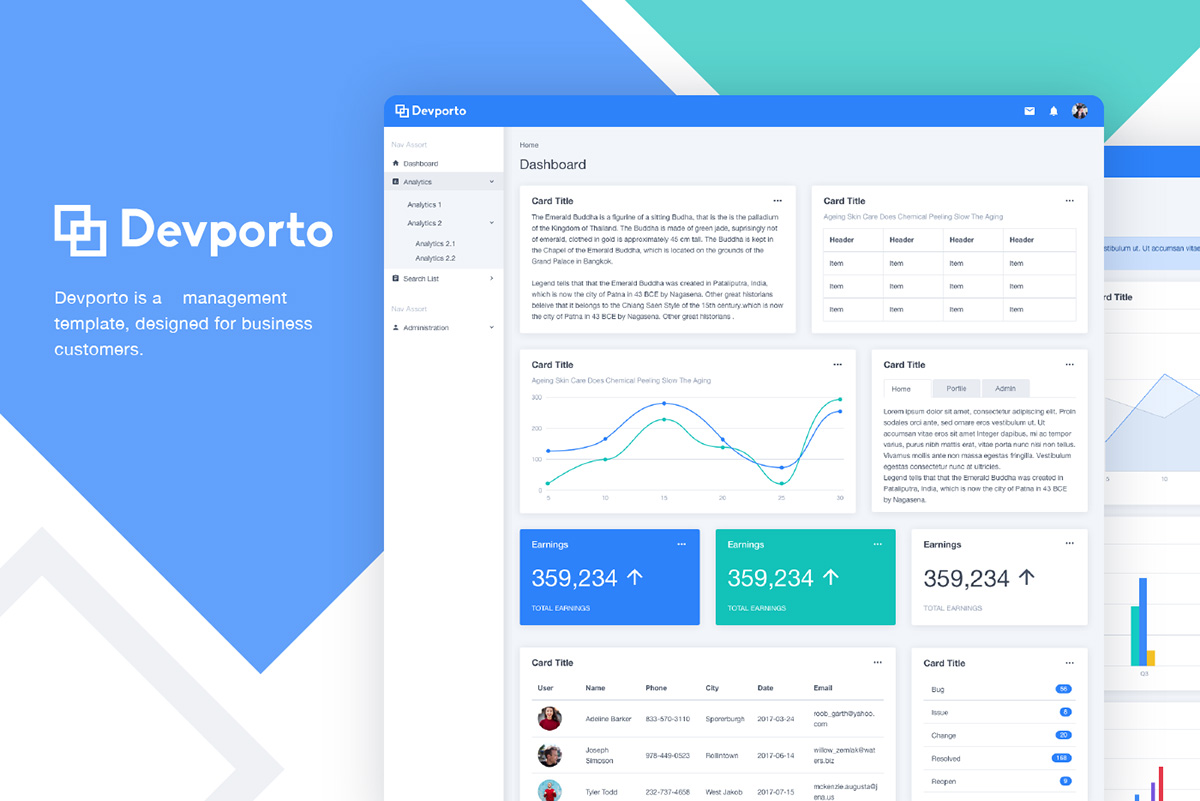 Devporto
Devporto is a management
template, designed for business
customers.
Devporto
Nav Assort
Dashboard
Analytics
Analytics 1
Analytics 2
Analytics 2.1
Analytics 2.2
Search List
Nav Assort
Administration
Home
Dashboard
Card Title
The Emerald Buddha is a figurine of a sitting Budha, that is the is the palladium
of the Kingdom of Thailand. The Buddha is made of green jade, suprisingly not
of emerald, clothed in gold is approximately 45 cm tall. The Buddha is kept in
the Chapel of the Emerald Buddha, which is located on the grounds of the
Grand Palace in Bangkok.
Legend tells that that the Emerald Buddha was created in Pataliputra, India,
which is now the city of Patna in 43 BCE by Nagasena. Other great historians
believe that it belongs to the Chiang Saen Style of the 15th century.which is now
the city of Patna in 43 BCE by Nagasena. Other great historians .
Card Title
Ageing Skin Care Does Chemical Peeling Slow The Aging
Header Header Header Header
Item Item Item Item
Item Item Item Item
Item Item Item Item
Card Title
Ageing Skin Care Does Chemical Peeling Slow The Aging
300
200
100
0
5 10 15 20 25 30
Card Title
Home Portile Admin
Lorem ipsum dolor sit amet, consectetur adipiscing elit. Proin
sodales orci ante, sed ornare eros vestibulum ut. Ut
accumsan vitae eros sit amet Integer dapibus, mi ac tempor
varius, purus nibh mattis erat, vitae porta nunc nisi non tellus.
Vivamus mollis ante non massa egestas fringilla. Vestibulum
egestas consectetur nunc at ultricies.
Legend tells that that the Emerald Buddha was created in
Pataliputra, India, which is now the city of Patna in 43 BCE
by Nagasena.
Earnings
359,234
TOTAL EARNINGS
Earnings
359,234
TOTAL EARNINGS
Earnings
359,234
TOTAL EARNINGS
Card Title
User Name Phone City Date Email
Adeline Barker 833-570-3110 Sporerburgh 2017-03-24 roob_garth@yahoo.
com
Joseph
Simpson 978-449-0523 Rollintown 2017-06-14 willow_zemlak@wat
ers.biz
Tyler Todd 232-737-4658 West Jakob 2017-07-15 mckenzie.augusta@j
ena.us
Card Title
Bug 56
Issue 8
Change 20
Resolved 166
Reopen 9
stibulum ut. Ut accumsan vitae
rd Title
5 10
Q3